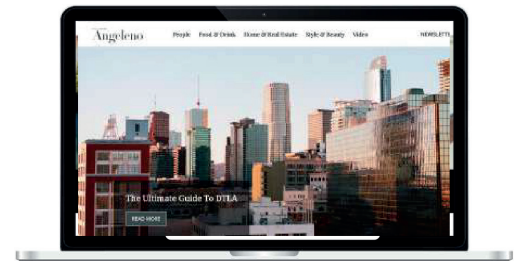 Angeleno
People Food & Drink Home & Real Estate Style & Beauty Video NEWSLETT
The Ultimate Guide To DTLA
READ MORE